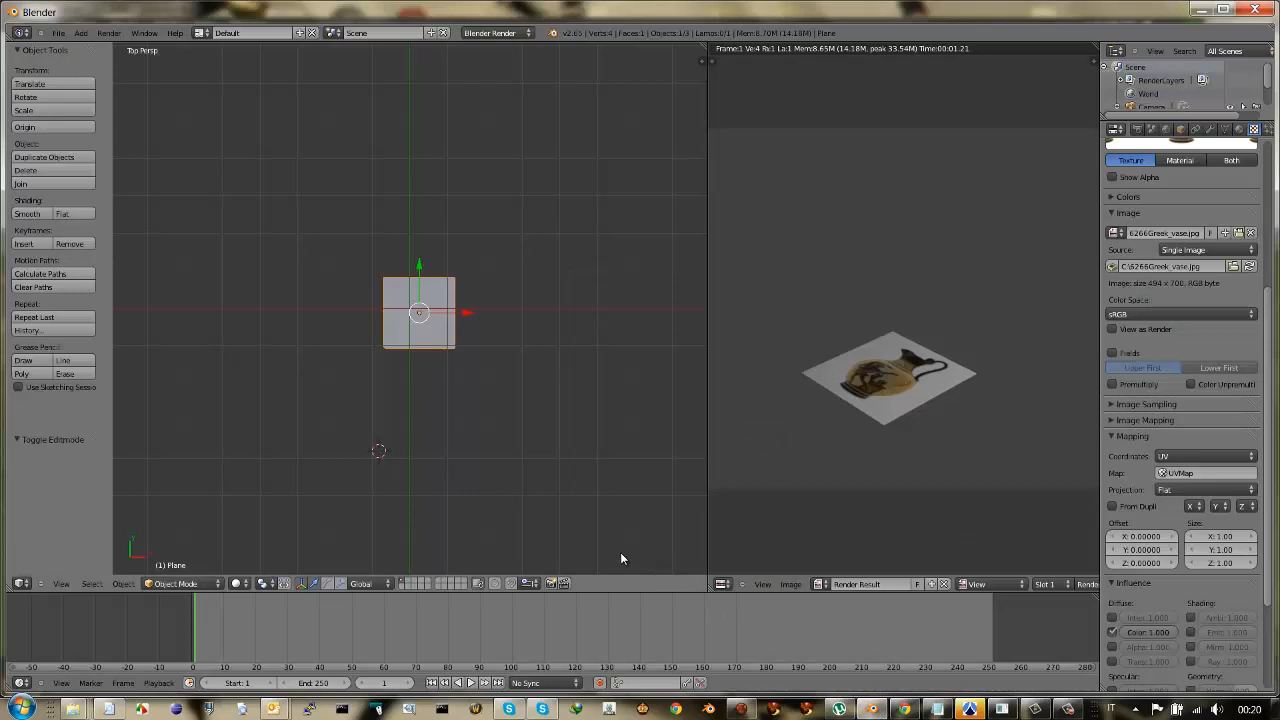 Blender
File Add Render Window Help Default Scene Blender Render v2.65 | Verts:4 | Faces:1 | Objects:1/3 | Lamps:0/1 | Mem:8.70M (14.18M) | Plane
Object Tools
Transform:
Translate
Rotate
Scale
Origin
Object:
Duplicate Objects
Delete
Join
Shading:
Smooth Flat
Keyframes:
Insert Remove
Motion Paths:
Calculate Paths
Clear Paths
Repeat:
Repeat Last
History...
Grease Pencil:
Draw Line
Poly Erase
Use Sketching Sessio
Toggle Editmode
Top Persp
(1) Plane
View Select Object Object Mode Global
Frame:1 Ve:4 Fa:1 La:1 Mem:8.65M (14.18M, peak 33.54M) Time:00:01.21
View Image Render Result F View Slot 1 Rende
View Search All Scenes
Scene
RenderLayers
World
Camera
Texture Material Both
Show Alpha
Colors
Image
6266Greek_vase.jpg F
Source: Single Image
C:\6266Greek_vase.jpg
Image: size 494 x 700, RGB byte
Color Space:
sRGB
View as Render
Fields
Upper First Lower First
Premultiply Color Unpremulti
Image Sampling
Image Mapping
Mapping
Coordinates: UV
Map: UVMap
Projection: Flat
From Dupli X Y Z
Offset: Size:
X: 0.00000 X: 1.00
Y: 0.00000 Y: 1.00
Z: 0.00000 Z: 1.00
Influence
Diffuse: Shading:
Inter: 1.000 Ambi: 1.000
Color: 1.000 Emit: 1.000
Alpha: 1.000 Mirro: 1.000
Trans: 1.000 Ray: 1.000
Specular: Geometry:
-50 -40 -30 -20 -10 0 10 20 30 40 50 60 70 80 90 100 110 120 130 140 150 160 170 180 190 200 210 220 230 240 250 260 270 280
View Marker Frame Playback Start: 1 End: 250 1 No Sync
IT 00:20